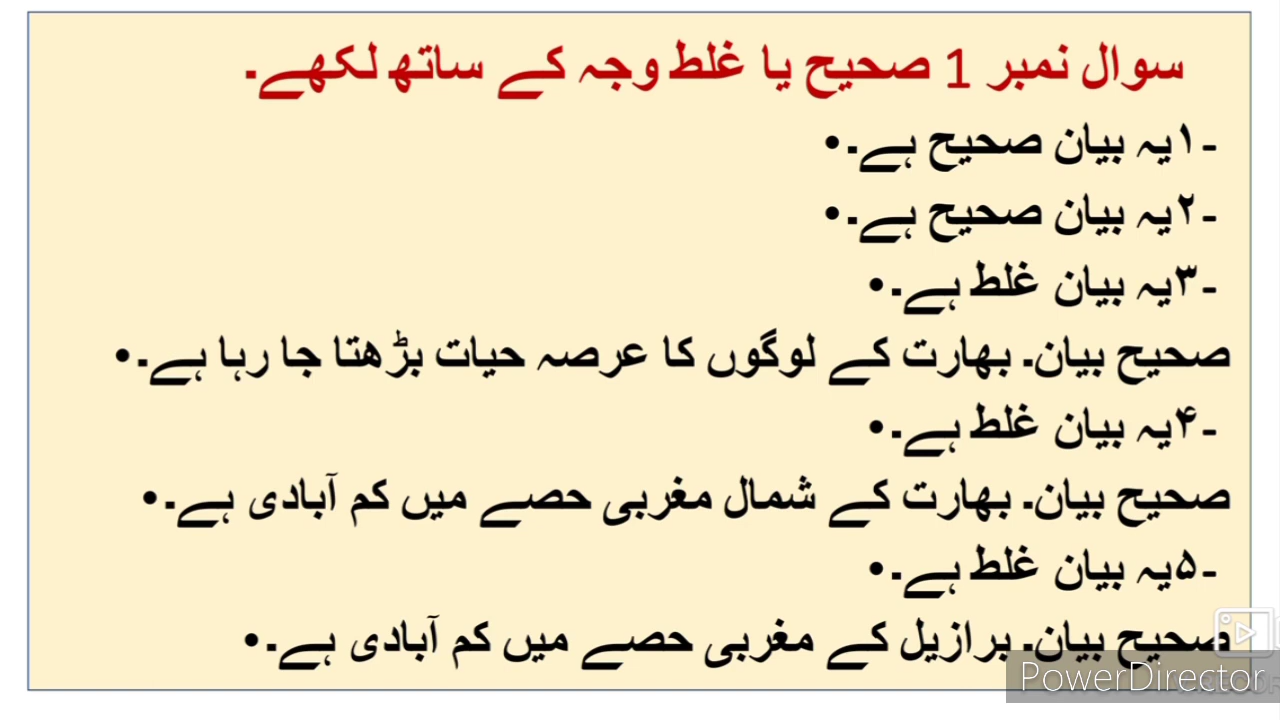 سوال نمبر 1 صحیح یا غلط وجہ کے ساتھ لکھے۔
۱۔یہ بیان صحیح ہے۔•
۲۔یہ بیان صحیح ہے۔•
۳۔یہ بیان غلط ہے۔•
صحیح بیان۔ بھارت کے لوگوں کا عرصہ حیات بڑھتا جا رہا ہے۔•
۴۔یہ بیان غلط ہے۔•
صحیح بیان۔ بھارت کے شمال مغربی حصے میں کم آبادی ہے۔•
۵۔یہ بیان غلط ہے۔•
صحیح بیان۔ برازیل کے مغربی حصے میں کم آبادی ہے۔•
PowerDirector